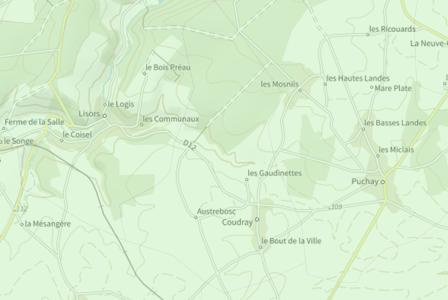 les Ricouards
La Neuve-
le Bois Préau
les Mosnils
les Hautes Landes
Mare Plate
le Logis
Lisors
les Communaux
Ferme de la Salle
le Coisel
le Songe
les Basses Landes
D12
les Miclais
les Gaudinettes
Puchay
Austrebosc
Coudray
la Mésangère
le Bout de la Ville